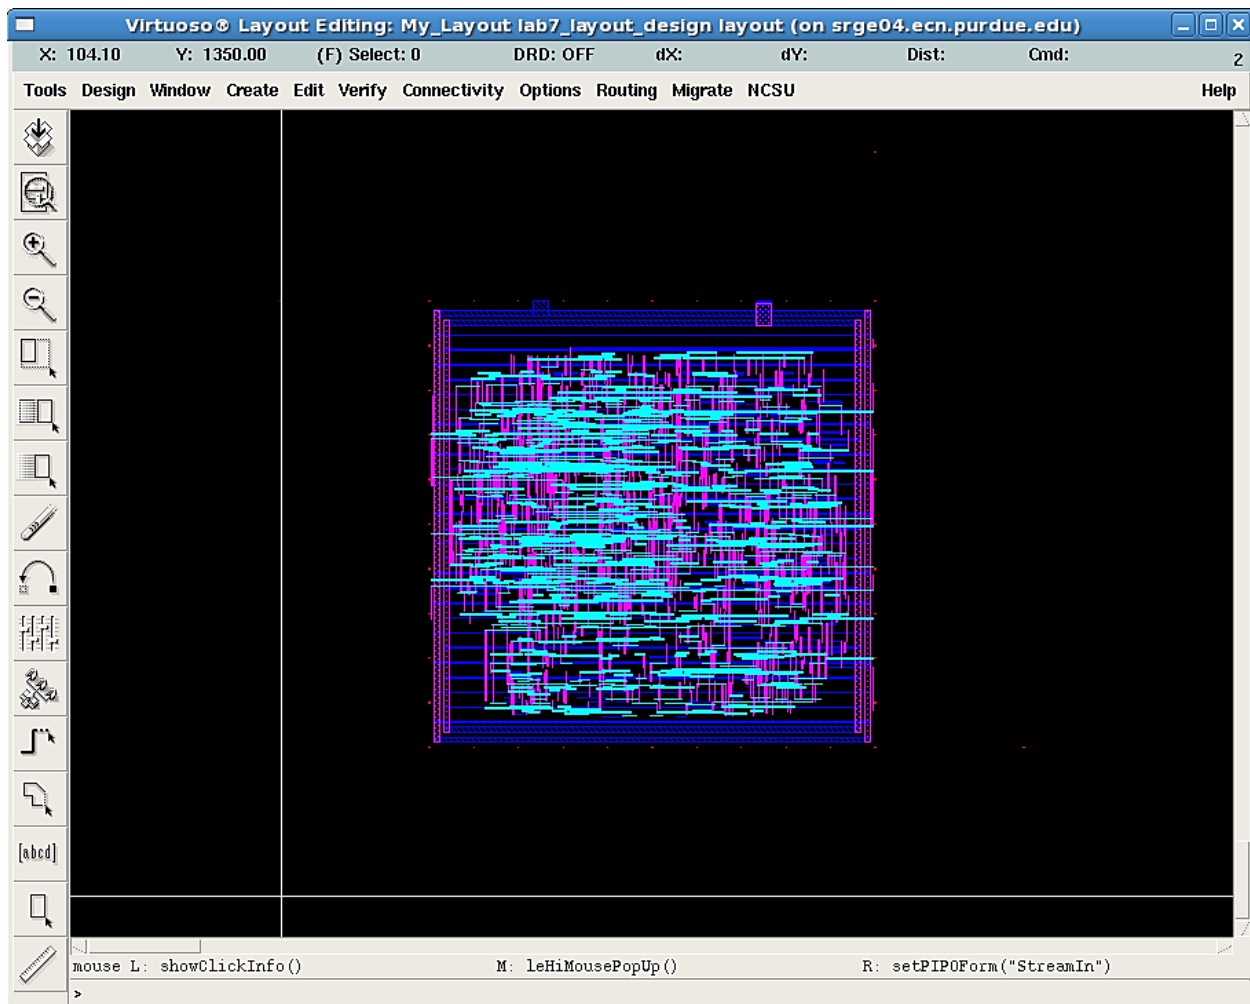 Virtuoso® Layout Editing: My_Layout lab7_layout_design layout (on srge04.ecn.purdue.edu)
X: 104.10 Y: 1350.00 (F) Select: 0 DRD: OFF dX: dY: Dist: Cmd: 2
Tools Design Window Create Edit Verify Connectivity Options Routing Migrate NCSU Help
[abcd]
mouse L: showClickInfo() M: leHiMousePopUp() R: setPIPOForm("StreamIn")
>